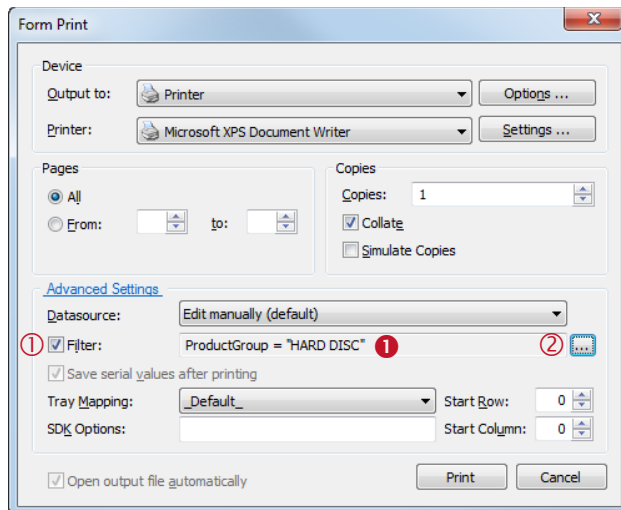 Form Print
Device
Output to: Printer Options ...
Printer: Microsoft XPS Document Writer Settings ...
Pages Copies
All Copies: 1
From: to: Collate
Simulate Copies
Advanced Settings
Datasource: Edit manually (default)
① Filter: ProductGroup = "HARD DISC" ❶ ② ...
Save serial values after printing
Tray Mapping: _Default_ Start Row: 0
SDK Options: Start Column: 0
Open output file automatically Print Cancel